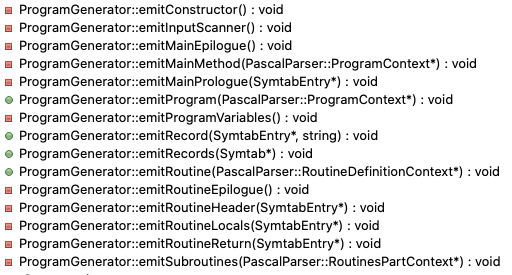 ProgramGenerator::emitConstructor() : void
ProgramGenerator::emitInputScanner() : void
ProgramGenerator::emitMainEpilogue() : void
ProgramGenerator::emitMainMethod(PascalParser::ProgramContext*) : void
ProgramGenerator::emitMainPrologue(SymtabEntry*) : void
ProgramGenerator::emitProgram(PascalParser::ProgramContext*) : void
ProgramGenerator::emitProgramVariables() : void
ProgramGenerator::emitRecord(SymtabEntry*, string) : void
ProgramGenerator::emitRecords(Symtab*) : void
ProgramGenerator::emitRoutine(PascalParser::RoutineDefinitionContext*) : void
ProgramGenerator::emitRoutineEpilogue() : void
ProgramGenerator::emitRoutineHeader(SymtabEntry*) : void
ProgramGenerator::emitRoutineLocals(SymtabEntry*) : void
ProgramGenerator::emitRoutineReturn(SymtabEntry*) : void
ProgramGenerator::emitSubroutines(PascalParser::RoutinesPartContext*) : void